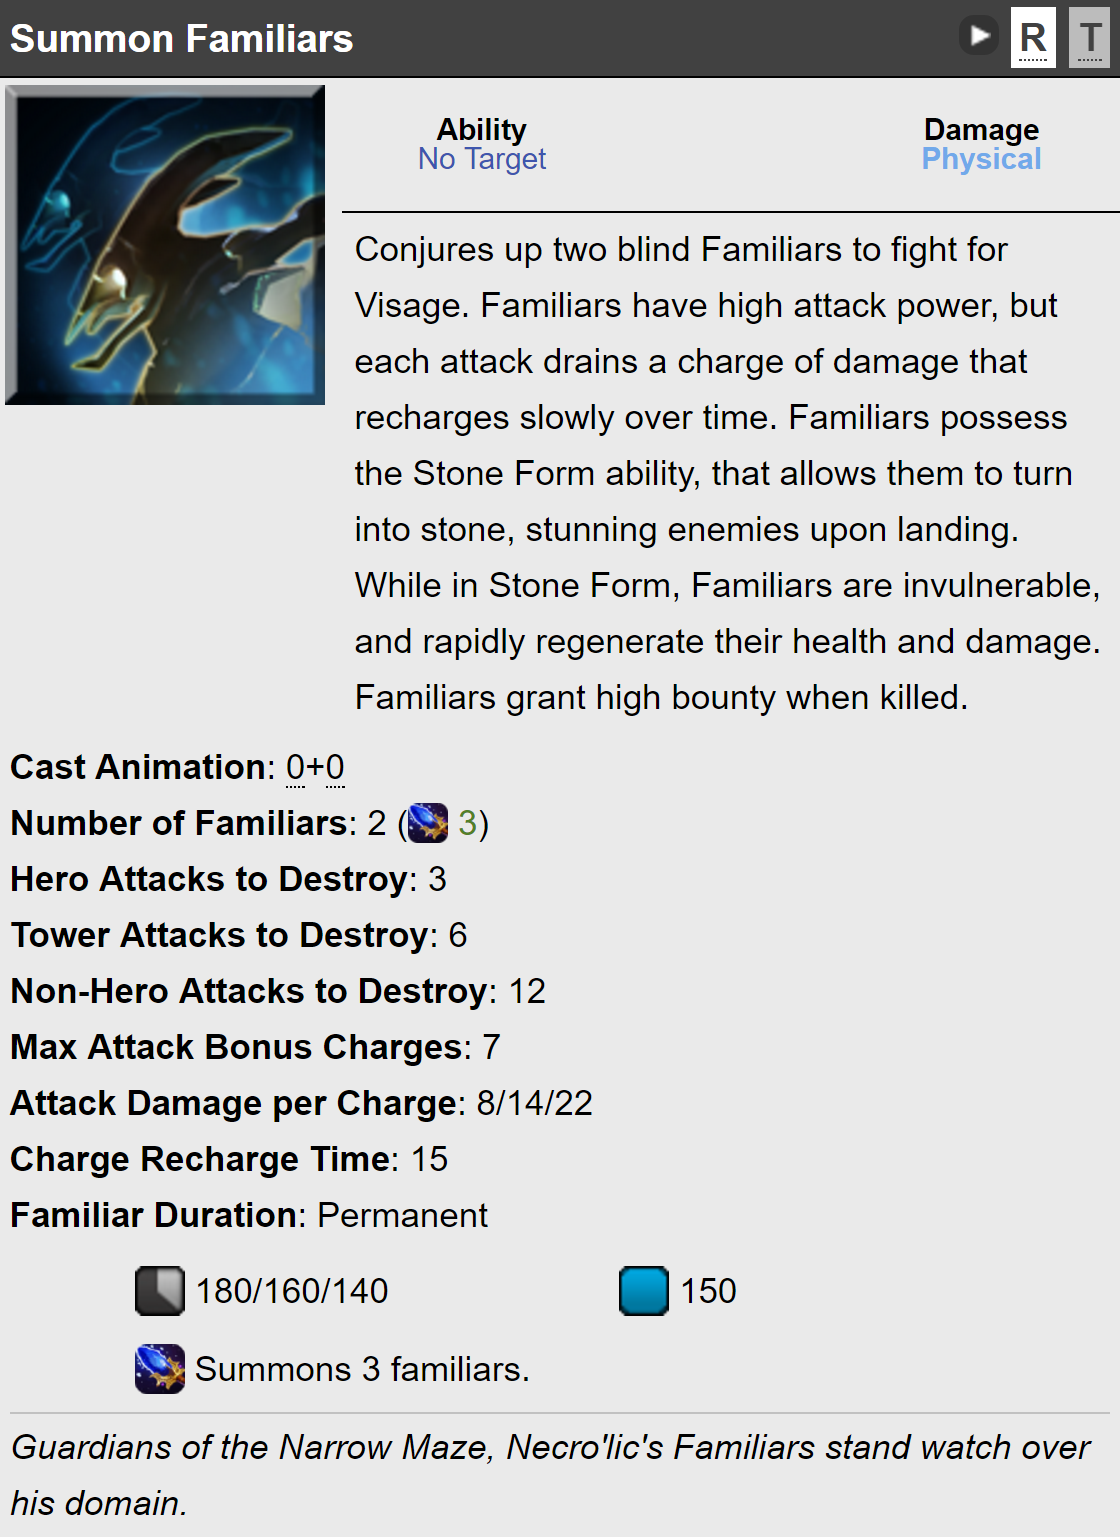 Summon Familiars
R T
Ability
No Target
Damage
Physical
Conjures up two blind Familiars to fight for
Visage. Familiars have high attack power, but
each attack drains a charge of damage that
recharges slowly over time. Familiars possess
the Stone Form ability, that allows them to turn
into stone, stunning enemies upon landing.
While in Stone Form, Familiars are invulnerable,
and rapidly regenerate their health and damage.
Familiars grant high bounty when killed.
Cast Animation: 0+0
Number of Familiars: 2 ( 3)
Hero Attacks to Destroy: 3
Tower Attacks to Destroy: 6
Non-Hero Attacks to Destroy: 12
Max Attack Bonus Charges: 7
Attack Damage per Charge: 8/14/22
Charge Recharge Time: 15
Familiar Duration: Permanent
180/160/140 150
Summons 3 familiars.
Guardians of the Narrow Maze, Necro'lic's Familiars stand watch over
his domain.